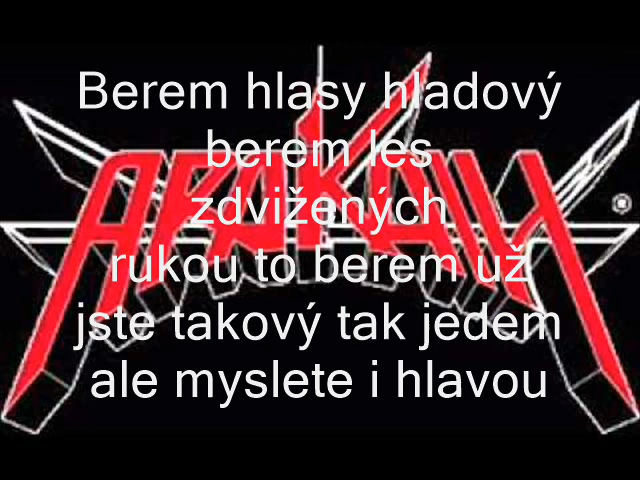 Berem hlasy hladový
berem les
zdvižených
rukou to berem už
jste takový tak jedem
ale myslete i hlavou
ARAKAIN
®